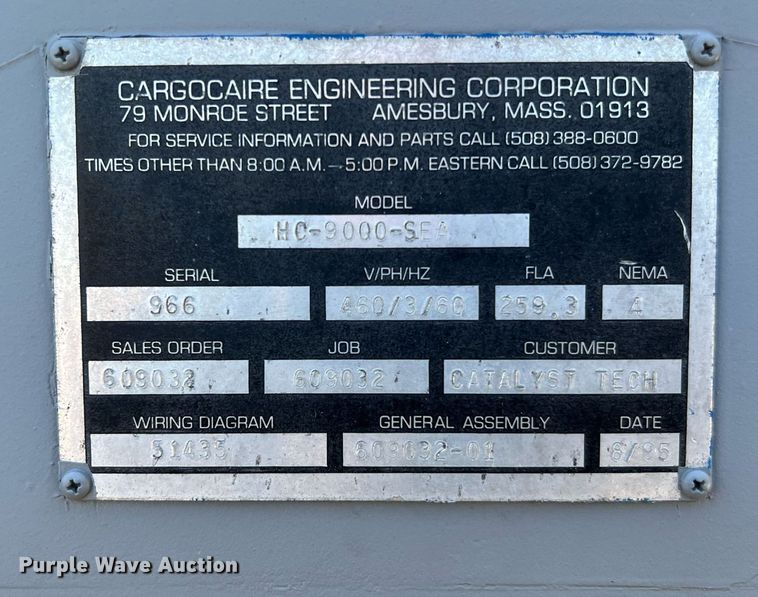 CARGOCAIRE ENGINEERING CORPORATION
79 MONROE STREET AMESBURY, MASS. 01913
FOR SERVICE INFORMATION AND PARTS CALL (508) 388-0600
TIMES OTHER THAN 8:00 A.M. – 5:00 P.M. EASTERN CALL (508) 372-9782
MODEL
HC-9000-SEA
SERIAL V/PH/HZ FLA NEMA
966 460/3/60 259.3 4
SALES ORDER JOB CUSTOMER
609032 609032 CATALYST TECH
WIRING DIAGRAM GENERAL ASSEMBLY DATE
51435 609032-01
Purple Wave Auction